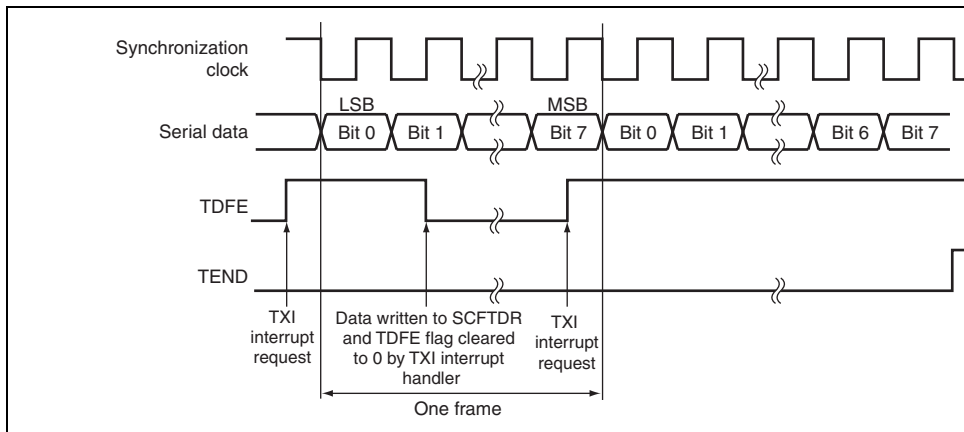 Synchronization
clock
LSB
MSB
Serial data
Bit 0
Bit 1
Bit 7
Bit 0
Bit 1
Bit 6
Bit 7
TDFE
TEND
TXI
interrupt
request
Data written to SCFTDR
and TDFE flag cleared
to 0 by TXI interrupt
handler
TXI
interrupt
request
One frame